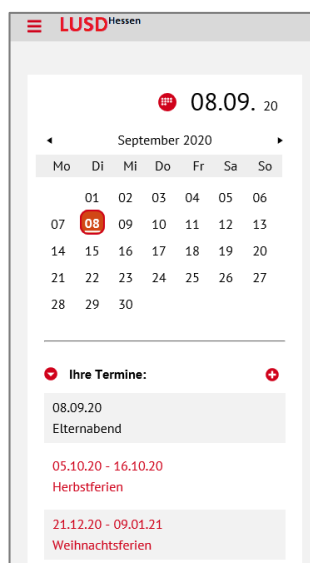 LUSD Hessen
08.09. 20
September 2020
Mo Di Mi Do Fr Sa So
01 02 03 04 05 06
07 08 09 10 11 12 13
14 15 16 17 18 19 20
21 22 23 24 25 26 27
28 29 30
Ihre Termine:
08.09.20
Elternabend
05.10.20 - 16.10.20
Herbstferien
21.12.20 - 09.01.21
Weihnachtsferien